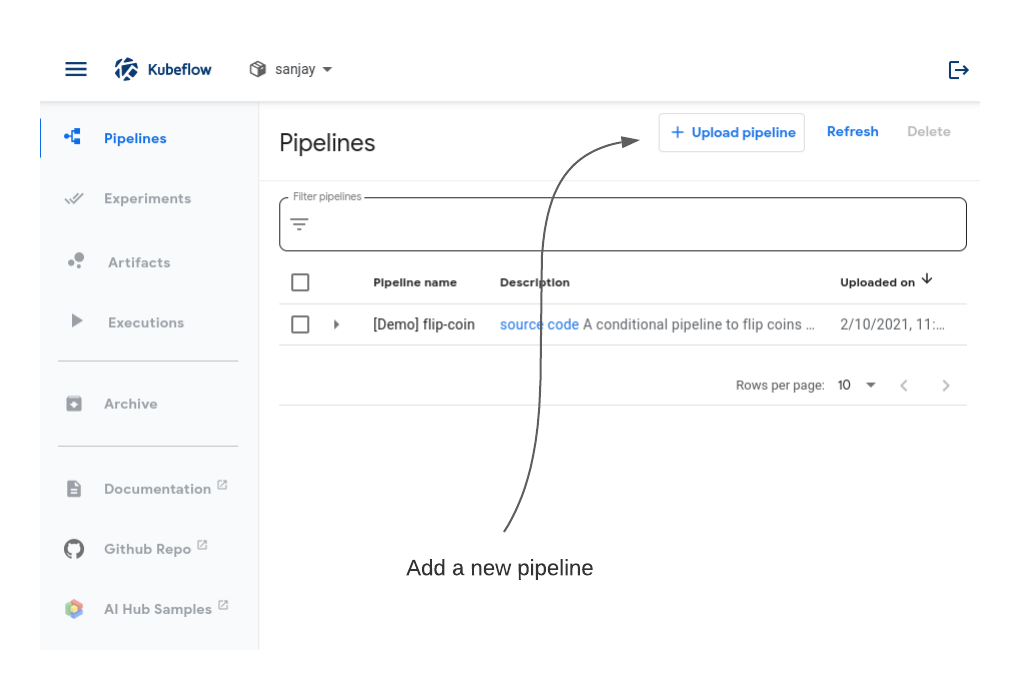 Kubeflow sanjay
Pipelines
Experiments
Artifacts
Executions
Archive
Documentation
Github Repo
AI Hub Samples
Pipelines + Upload pipeline Refresh Delete
Filter pipelines
Pipeline name Description Uploaded on
[Demo] flip-coin source code A conditional pipeline to flip coins ... 2/10/2021, 11:...
Rows per page: 10
Add a new pipeline